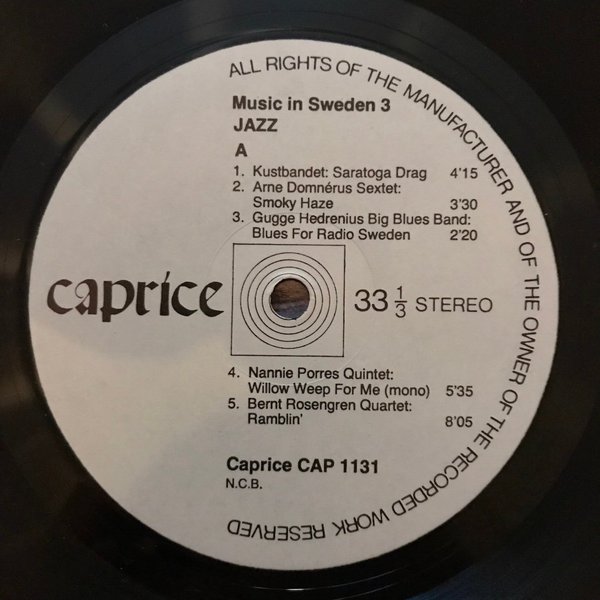 ALL RIGHTS OF THE MANUFACTURER AND OF THE OWNER OF THE RECORDED WORK RESERVED
Music in Sweden 3
JAZZ
A
1. Kustbandet: Saratoga Drag 4'15
2. Arne Domnérus Sextet:
Smoky Haze 3'30
3. Gugge Hedrenius Big Blues Band:
Blues For Radio Sweden 2'20
caprice
33 1/3 STEREO
4. Nannie Porres Quintet:
Willow Weep For Me (mono) 5'35
5. Bernt Rosengren Quartet:
Ramblin' 8'05
Caprice CAP 1131
N.C.B.